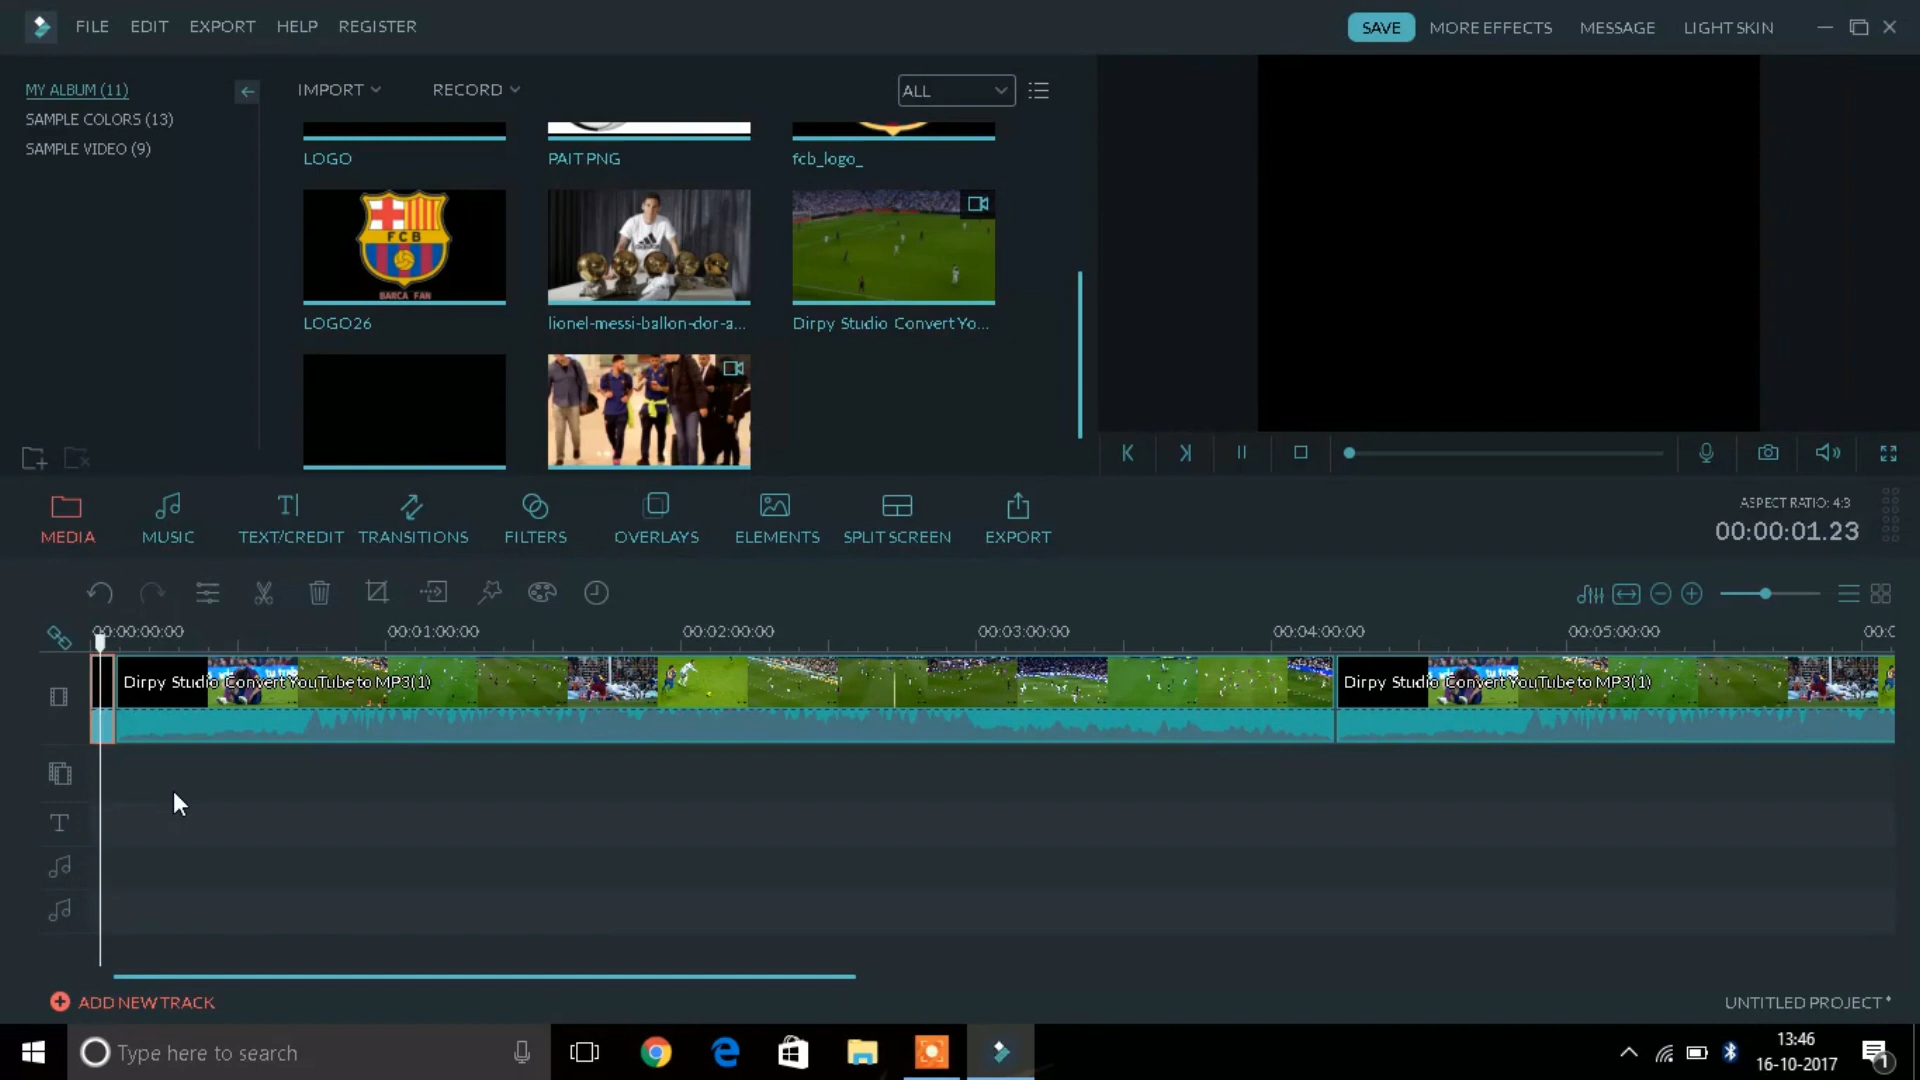 FILE EDIT EXPORT HELP REGISTER
SAVE MORE EFFECTS MESSAGE LIGHT SKIN
MY ALBUM (11)
SAMPLE COLORS (13)
SAMPLE VIDEO (9)
IMPORT RECORD ALL
LOGO PAIT PNG fcb_logo_
FCB
BARCA FAN
LOGO26 lionel-messi-ballon-dor-a... Dirpy Studio Convert Yo...
MEDIA MUSIC TEXT/CREDIT TRANSITIONS FILTERS OVERLAYS ELEMENTS SPLIT SCREEN EXPORT
ASPECT RATIO: 4:3
00:00:01.23
00:00:00:00 00:01:00:00 00:02:00:00 00:03:00:00 00:04:00:00 00:05:00:00 00:0
Dirpy Studio Convert YouTube to MP3(1) Dirpy Studio Convert YouTube to MP3(1)
T
ADD NEW TRACK
UNTITLED PROJECT *
Type here to search
13:46
16-10-2017
1